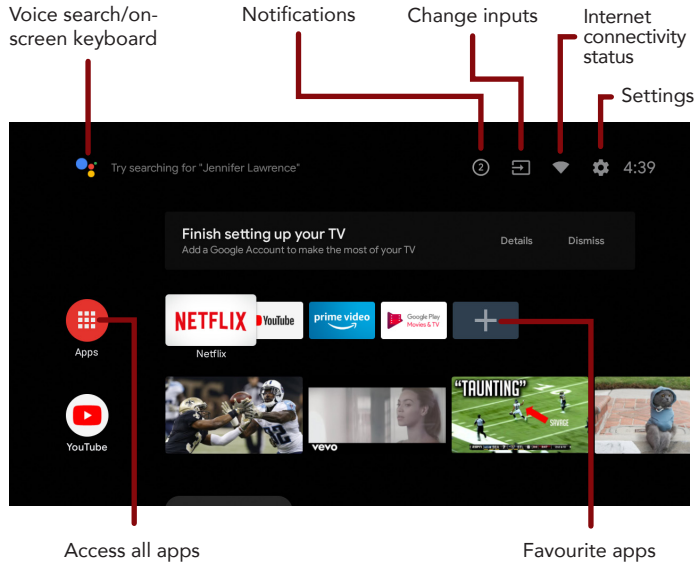 Voice search/on-
screen keyboard
Notifications
Change inputs
Internet
connectivity
status
Settings
Try searching for "Jennifer Lawrence"
2
4:39
Finish setting up your TV
Add a Google Account to make the most of your TV
Details
Dismiss
Apps
NETFLIX
YouTube
prime video
Google Play
Movies & TV
Netflix
YouTube
32
vevo
"TAUNTING"
SAVAGE
Access all apps
Favourite apps